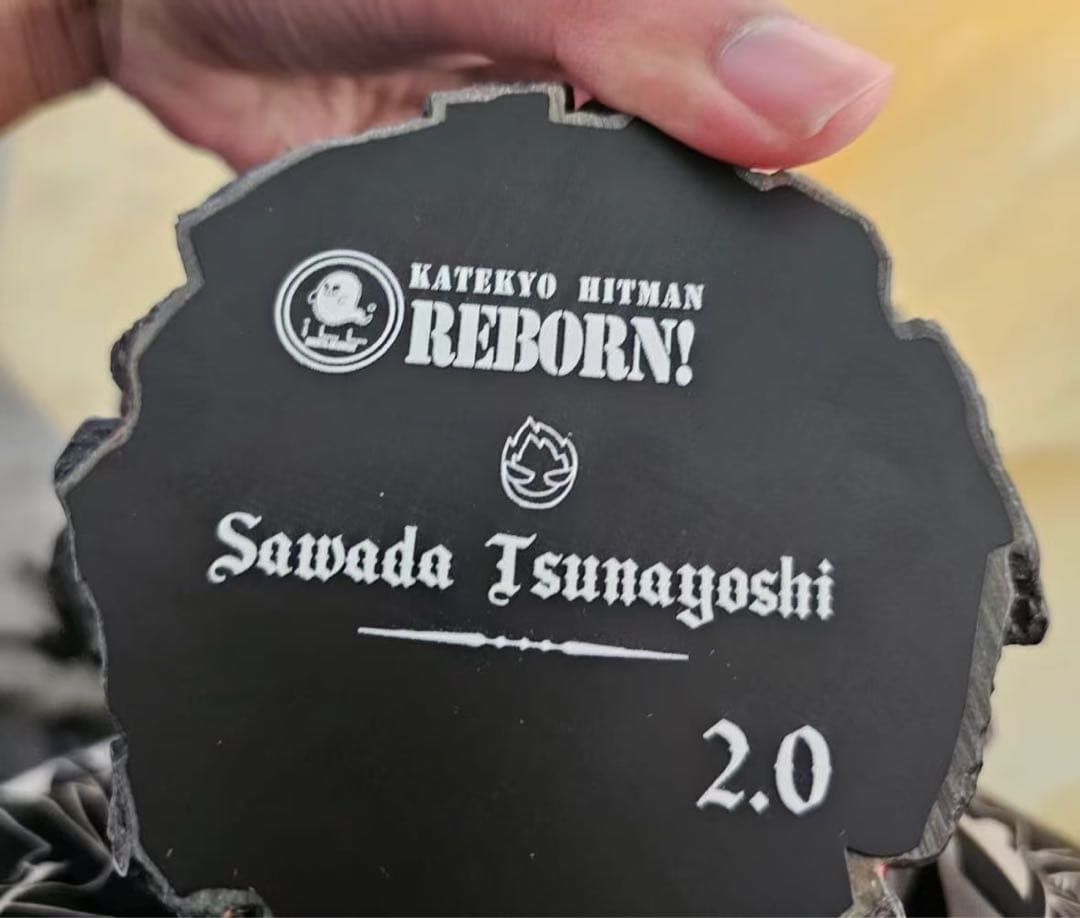 KATEKYO HITMAN
REBORN!
Sawada Tsunayoshi
2.0